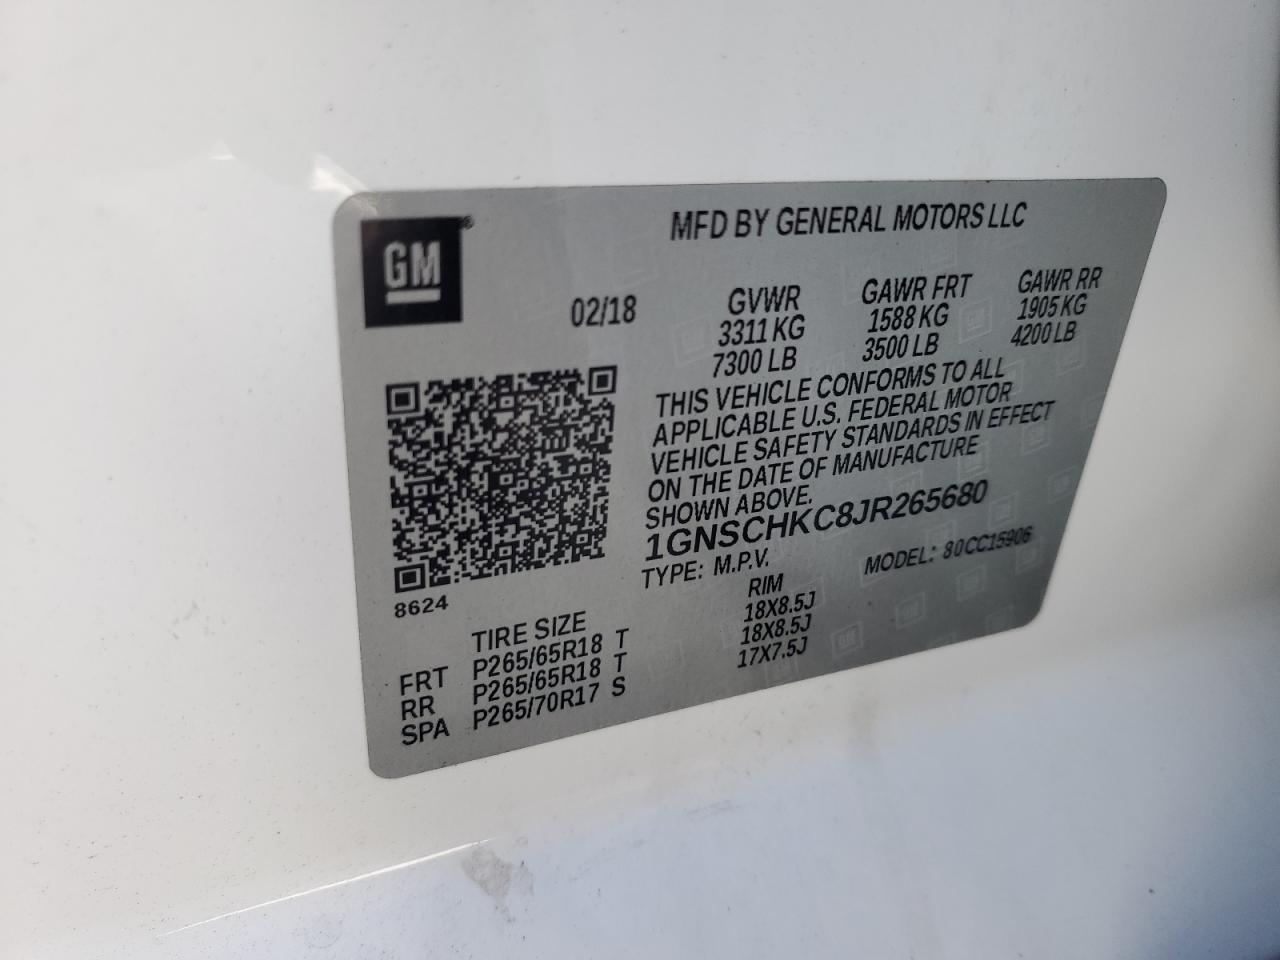 GM ®
MFD BY GENERAL MOTORS LLC
02/18
GVWR GAWR FRT GAWR RR
3311 KG 1588 KG 1905 KG
7300 LB 3500 LB 4200 LB
THIS VEHICLE CONFORMS TO ALL
APPLICABLE U.S. FEDERAL MOTOR
VEHICLE SAFETY STANDARDS IN EFFECT
ON THE DATE OF MANUFACTURE
SHOWN ABOVE.
1GNSCHKC8JR265680
TYPE: M.P.V. MODEL: 80CC15906
8624
TIRE SIZE RIM
FRT P265/65R18 T 18X8.5J
RR P265/65R18 T 18X8.5J
SPA P265/70R17 S 17X7.5J